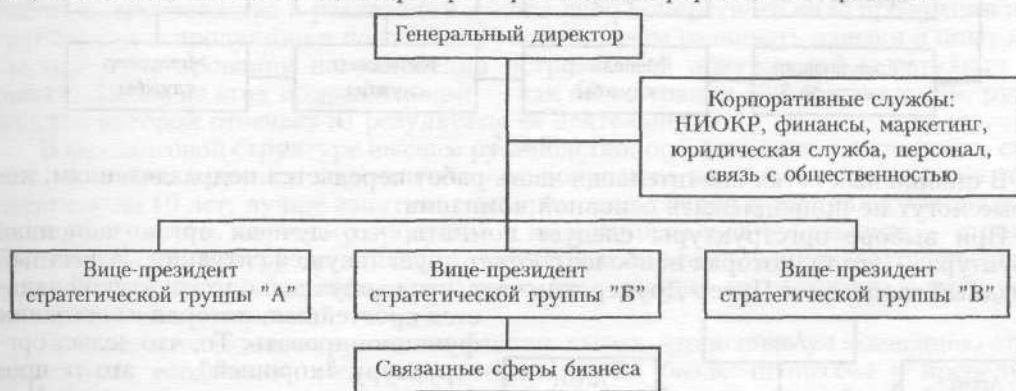 Генеральный директор
Корпоративные службы:
НИОКР, финансы, маркетинг,
юридическая служба, персонал,
связь с общественностью
Вице-президент
стратегической группы "А"
Вице-президент
стратегической группы "Б"
Вице-президент
стратегической группы "В"
Связанные сферы бизнеса